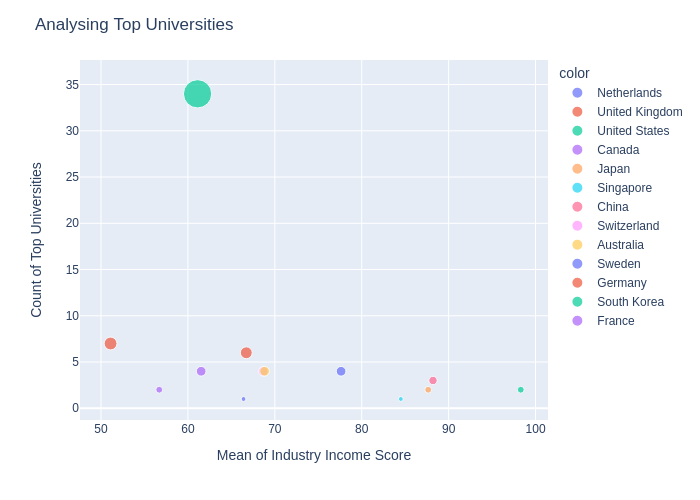 Analysing Top Universities
color
Netherlands
United Kingdom
United States
Canada
Japan
Singapore
China
Switzerland
Australia
Sweden
Germany
South Korea
France
Count of Top Universities
35
30
25
20
15
10
5
0
50 60 70 80 90 100
Mean of Industry Income Score